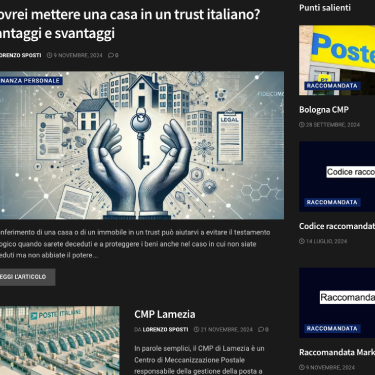 ovrei mettere una casa in un trust italiano?
antaggi e svantaggi
LORENZO SPOSTI 9 NOVEMBRE, 2024 0
NANZA PERSONALE
LEGAL
onferimento di una casa o di un immobile in un trust può aiutarvi a evitare il testamento
ogico quando sarete deceduti e a proteggere i beni anche nel caso in cui non siate
eduti ma non abbiate il potere...
EGGI L'ARTICOLO
POSTE ITALIANE
CMP Lamezia
DA LORENZO SPOSTI 21 NOVEMBRE, 2024 0
In parole semplici, il CMP di Lamezia è un
Centro di Meccanizzazione Postale
responsabile della gestione della posta a
Punti salienti
Poste
RACCOMANDATA
Bologna CMP
28 SETTEMBRE, 2024
Codice racco
RACCOMANDATA
Codice raccomandat
14 LUGLIO, 2024
Raccomanda
RACCOMANDATA
Raccomandata Mark
9 NOVEMBRE, 2024